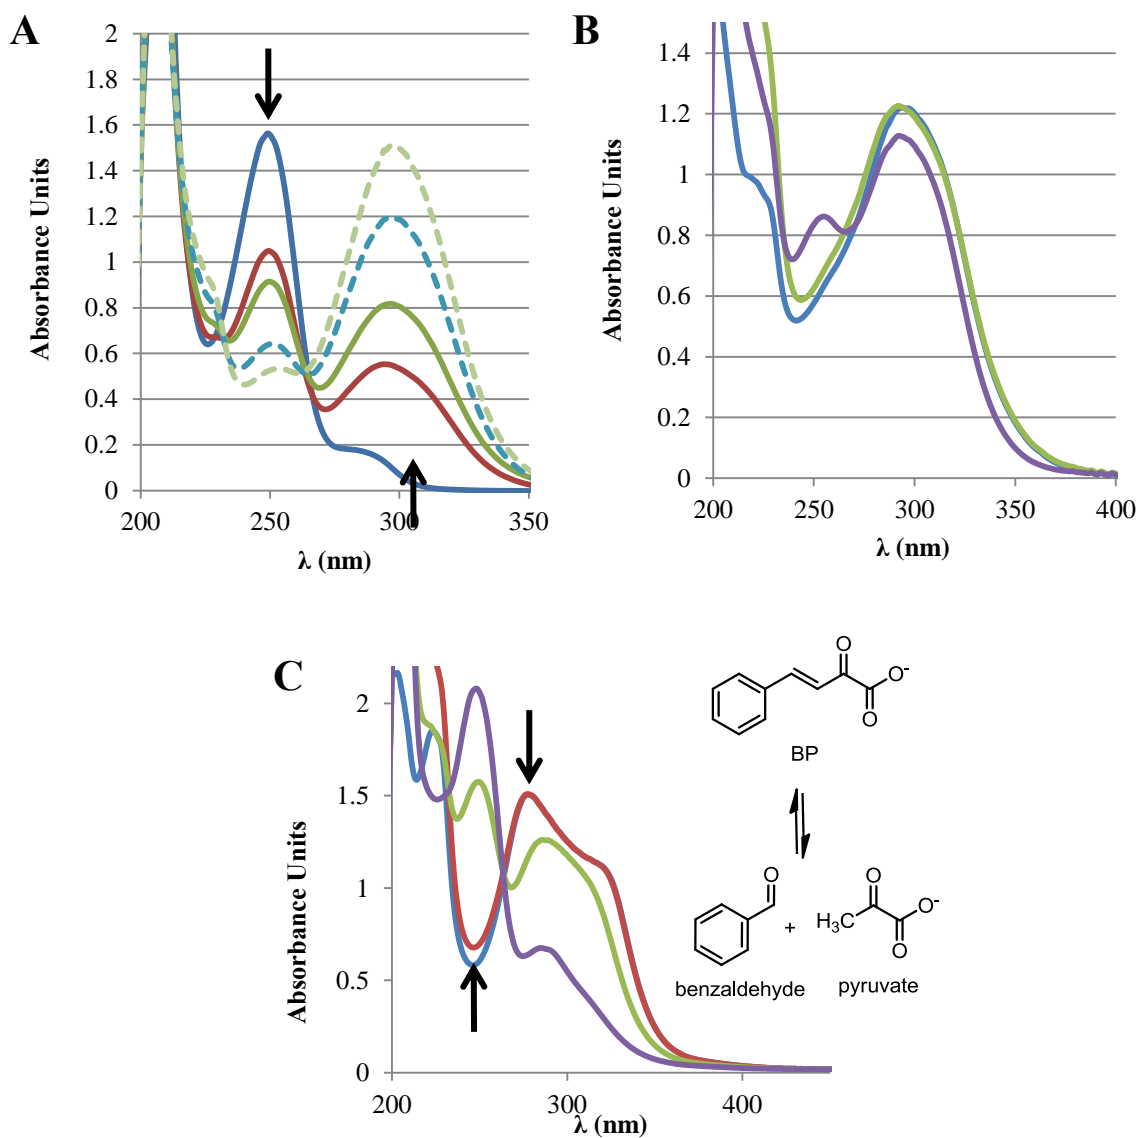 A
B
2
1.8
1.6
1.4
1.2
1
0.8
0.6
0.4
0.2
0
Absorbance Units
200 250 300 350
λ (nm)
1.4
1.2
1
0.8
0.6
0.4
0.2
0
Absorbance Units
200 250 300 350 400
λ (nm)
C
2
1.5
1
0.5
0
Absorbance Units
200 300 400
λ (nm)
O
O-
O
BP
O
O
H3C
O-
O
+
benzaldehyde
pyruvate